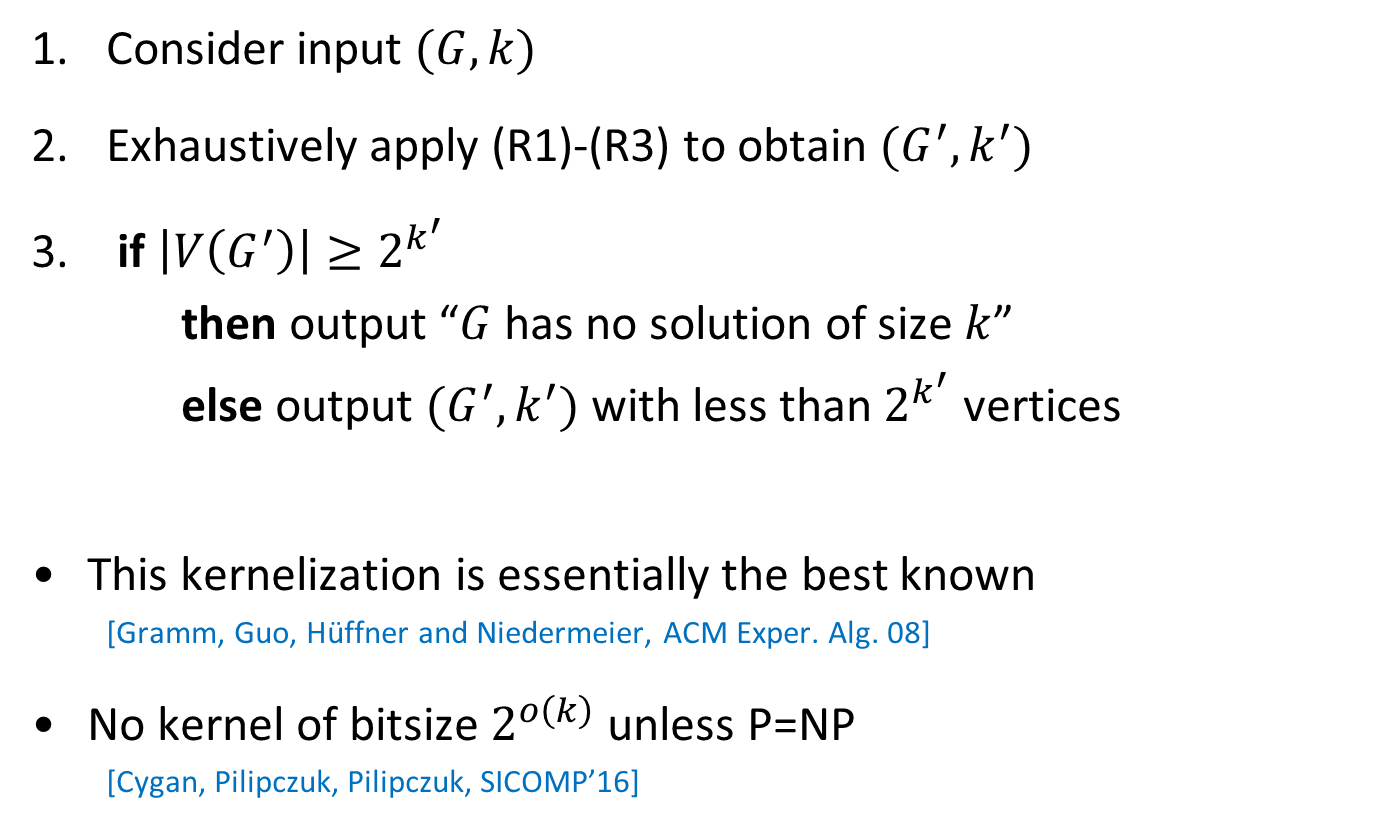 1. Consider input (G, k)
2. Exhaustively apply (R1)-(R3) to obtain (G′, k′)
3. if |V(G′)| ≥ 2^{k′}
then output “G has no solution of size k”
else output (G′, k′) with less than 2^{k′} vertices
• This kernelization is essentially the best known
[Gramm, Guo, Hüffner and Niedermeier, ACM Exper. Alg. 08]
• No kernel of bitsize 2^{o(k)} unless P=NP
[Cygan, Pilipczuk, Pilipczuk, SICOMP’16]